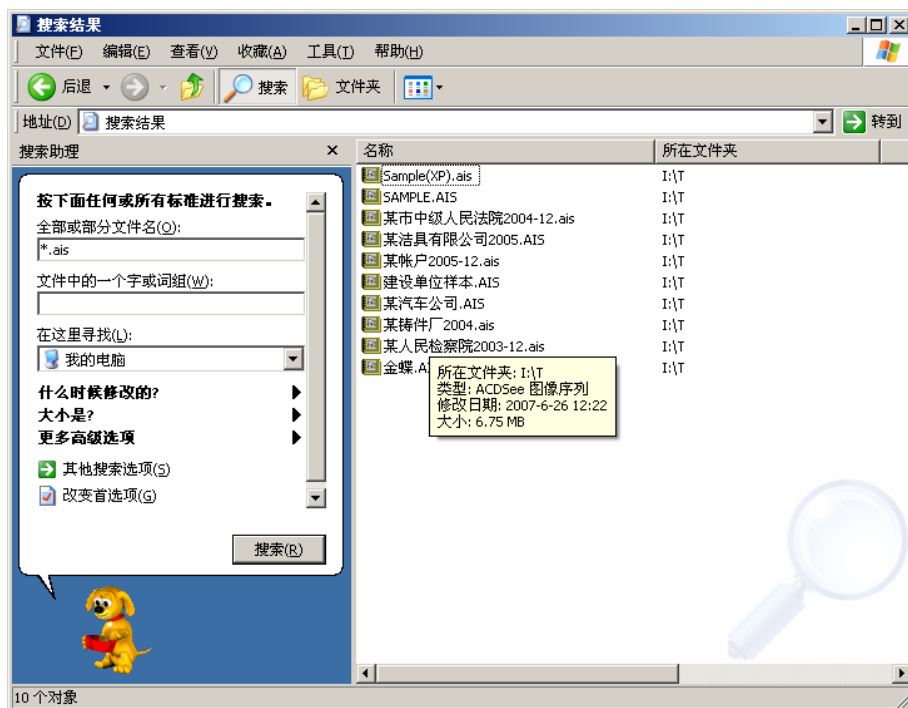 搜索结果
文件(F) 编辑(E) 查看(V) 收藏(A) 工具(T) 帮助(H)
后退 搜索 文件夹
地址(D) 搜索结果 转到
搜索助理
按下面任何或所有标准进行搜索。
全部或部分文件名(O):
*.ais
文件中的一个字或词组(W):
在这里寻找(L):
我的电脑
什么时候修改的?
大小是?
更多高级选项
其他搜索选项(S)
改变首选项(G)
搜索(R)
名称 所在文件夹
Sample(XP).ais I:\T
SAMPLE.AIS I:\T
某市中级人民法院2004-12.ais I:\T
某洁具有限公司2005.AIS I:\T
某帐户2005-12.ais I:\T
建设单位样本.AIS I:\T
某汽车公司.AIS I:\T
某铸件厂2004.ais I:\T
某人民检察院2003-12.ais I:\T
金蝶.A I:\T
所在文件夹: I:\T
类型: ACDSee 图像序列
修改日期: 2007-6-26 12:22
大小: 6.75 MB
10 个对象